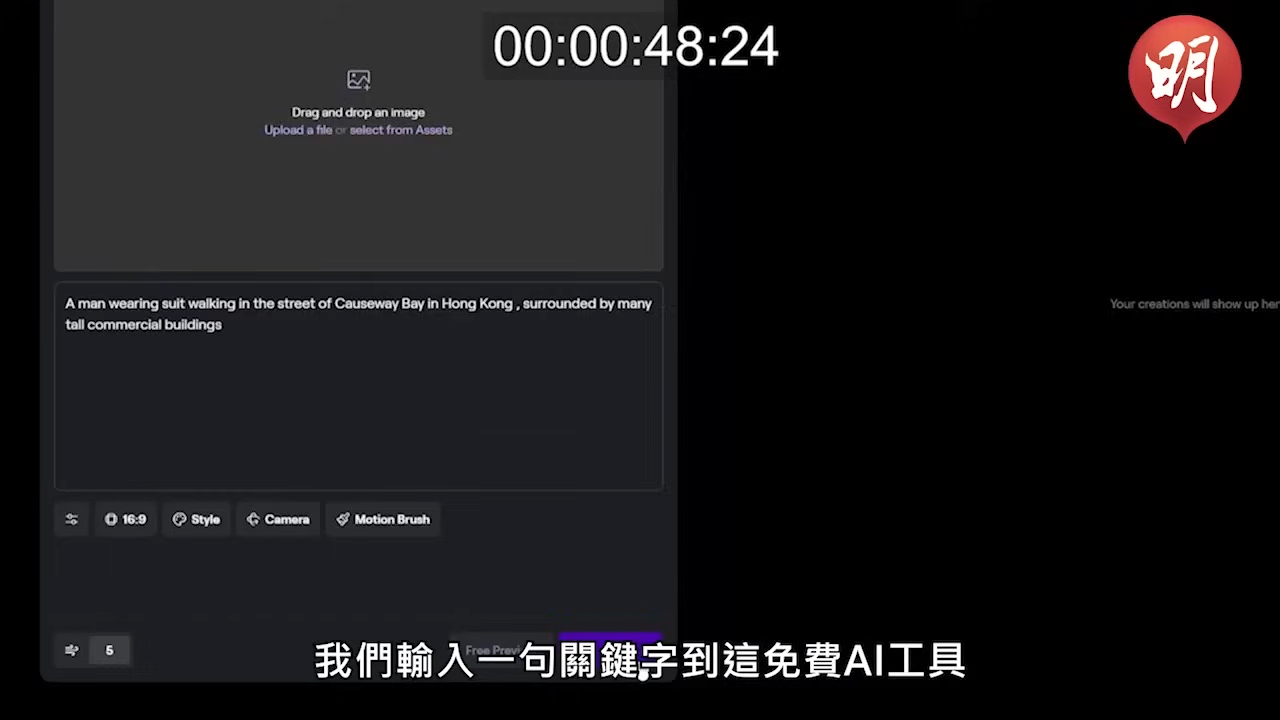 00:00:48:24
明
Drag and drop an image
Upload a file or select from Assets
A man wearing suit walking in the street of Causeway Bay in Hong Kong , surrounded by many
tall commercial buildings
Your creations will show up
16:9
Style
Camera
Motion Brush
5
Free
我們輸入一句關鍵字到這免費AI工具